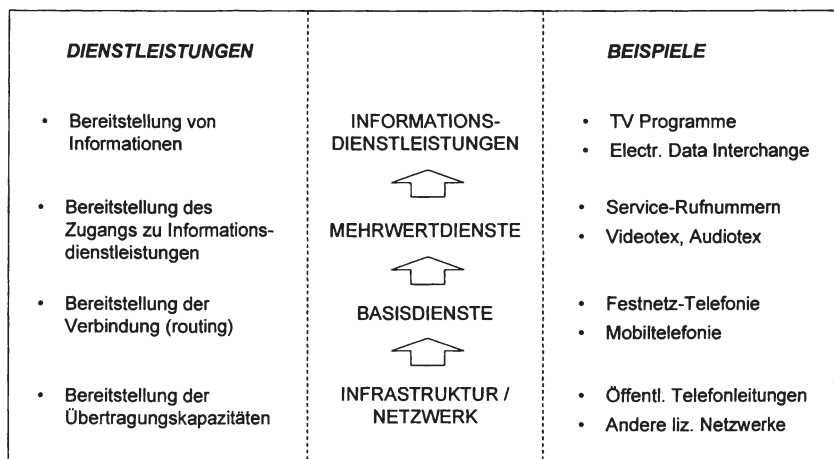 DIENSTLEISTUNGEN
• Bereitstellung von
Informationen
• Bereitstellung des
Zugangs zu Informations-
dienstleistungen
• Bereitstellung der
Verbindung (routing)
• Bereitstellung der
Übertragungskapazitäten
INFORMATIONS-
DIENSTLEISTUNGEN
MEHRWERTDIENSTE
BASISDIENSTE
INFRASTRUKTUR /
NETZWERK
BEISPIELE
• TV Programme
• Electr. Data Interchange
• Service-Rufnummern
• Videotex, Audiotex
• Festnetz-Telefonie
• Mobiltelefonie
• Öffentl. Telefonleitungen
• Andere liz. Netzwerke